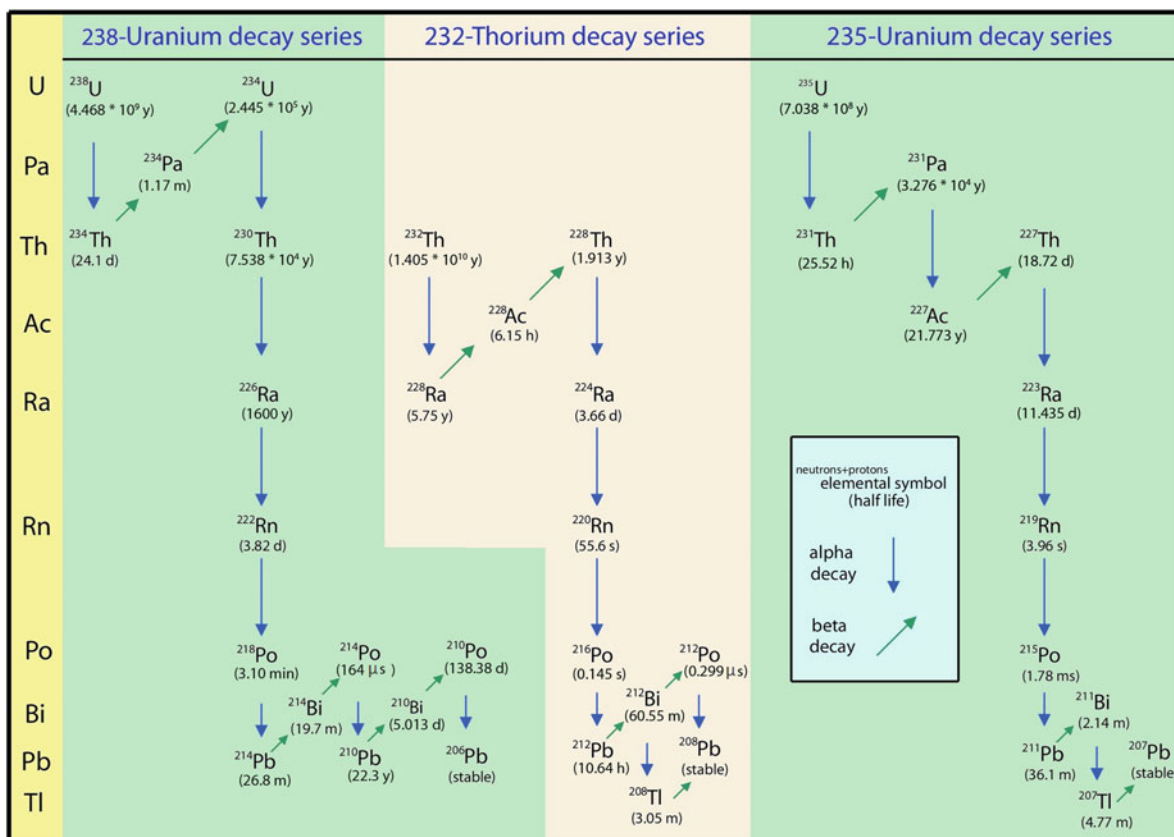 238-Uranium decay series 232-Thorium decay series 235-Uranium decay series
U
²³⁸U
(4.468 * 10⁹ y)
²³⁴U
(2.445 * 10⁵ y)
²³⁵U
(7.038 * 10⁸ y)
Pa
²³⁴Pa
(1.17 m)
²³¹Pa
(3.276 * 10⁴ y)
Th
²³⁴Th
(24.1 d)
²³⁰Th
(7.538 * 10⁴ y)
²³²Th
(1.405 * 10¹⁰ y)
²²⁸Th
(1.913 y)
²³¹Th
(25.52 h)
²²⁷Th
(18.72 d)
Ac
²²⁸Ac
(6.15 h)
²²⁷Ac
(21.773 y)
Ra
²²⁶Ra
(1600 y)
²²⁸Ra
(5.75 y)
²²⁴Ra
(3.66 d)
²²³Ra
(11.435 d)
neutrons+protons
elemental symbol
(half life)
alpha
decay
beta
decay
Rn
²²²Rn
(3.82 d)
²²⁰Rn
(55.6 s)
²¹⁹Rn
(3.96 s)
Po
²¹⁸Po
(3.10 min)
²¹⁴Po
(164 µs )
²¹⁰Po
(138.38 d)
²¹⁶Po
(0.145 s)
²¹²Po
(0.299 µs)
²¹⁵Po
(1.78 ms)
Bi
²¹⁴Bi
(19.7 m)
²¹⁰Bi
(5.013 d)
²¹²Bi
(60.55 m)
²¹¹Bi
(2.14 m)
Pb
²¹⁴Pb
(26.8 m)
²¹⁰Pb
(22.3 y)
²⁰⁶Pb
(stable)
²¹²Pb
(10.64 h)
²⁰⁸Pb
(stable)
²¹¹Pb
(36.1 m)
²⁰⁷Pb
(stable)
Tl
²⁰⁸Tl
(3.05 m)
²⁰⁷Tl
(4.77 m)